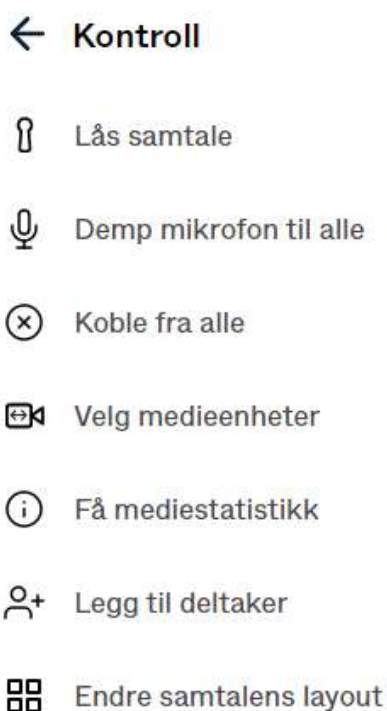 Kontroll
Lås samtale
Demp mikrofon til alle
Koble fra alle
Velg medieenheter
Få mediestatistikk
Legg til deltaker
Endre samtalens layout